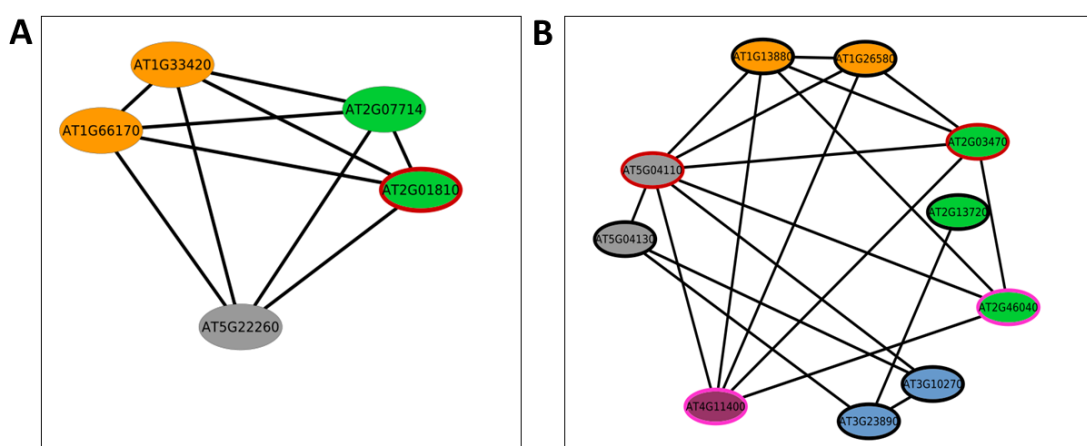 A
AT1G33420
AT2G07714
AT1G66170
AT2G01810
AT5G22260
B
AT1G13880
AT1G26580
AT2G03470
AT5G04110
AT2G13720
AT5G04130
AT2G46040
AT3G10270
AT4G11400
AT3G23890